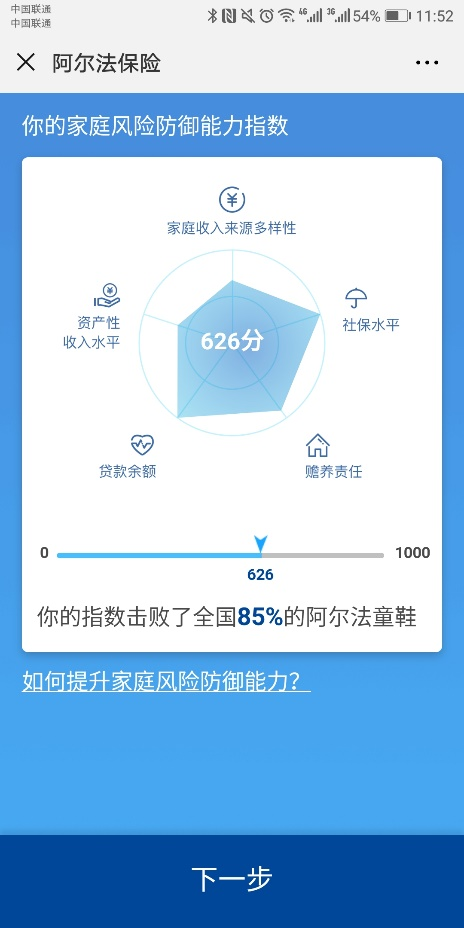 中国联通
中国联通
4G 3G 54% 11:52
阿尔法保险
你的家庭风险防御能力指数
家庭收入来源多样性
资产性
收入水平
社保水平
626分
贷款余额
赡养责任
0
1000
626
你的指数击败了全国85%的阿尔法童鞋
如何提升家庭风险防御能力？
下一步